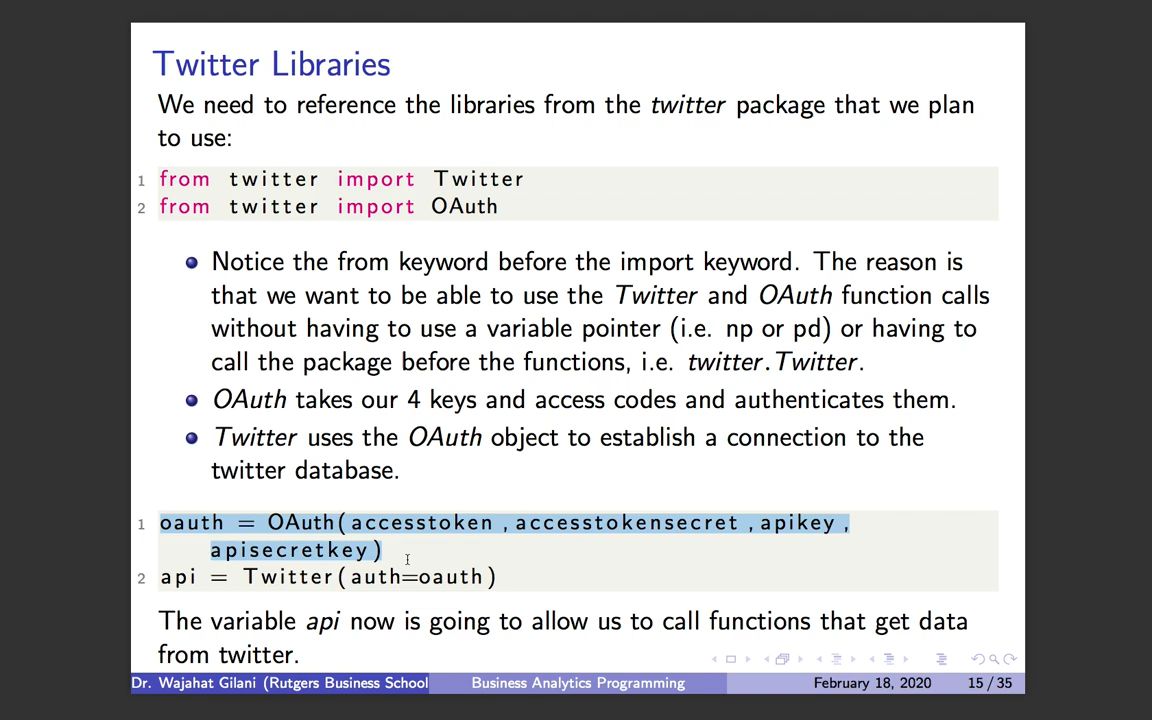 Twitter Libraries
We need to reference the libraries from the twitter package that we plan
to use:
1 from twitter import Twitter
2 from twitter import OAuth
Notice the from keyword before the import keyword. The reason is
that we want to be able to use the Twitter and OAuth function calls
without having to use a variable pointer (i.e. np or pd) or having to
call the package before the functions, i.e. twitter.Twitter.
OAuth takes our 4 keys and access codes and authenticates them.
Twitter uses the OAuth object to establish a connection to the
twitter database.
1 oauth = OAuth(accesstoken,accesstokensecret,apikey,
apisecretkey)
2 api = Twitter(auth=oauth)
The variable api now is going to allow us to call functions that get data
from twitter.
Dr. Wajahat Gilani (Rutgers Business School Business Analytics Programming February 18, 2020 15 / 35